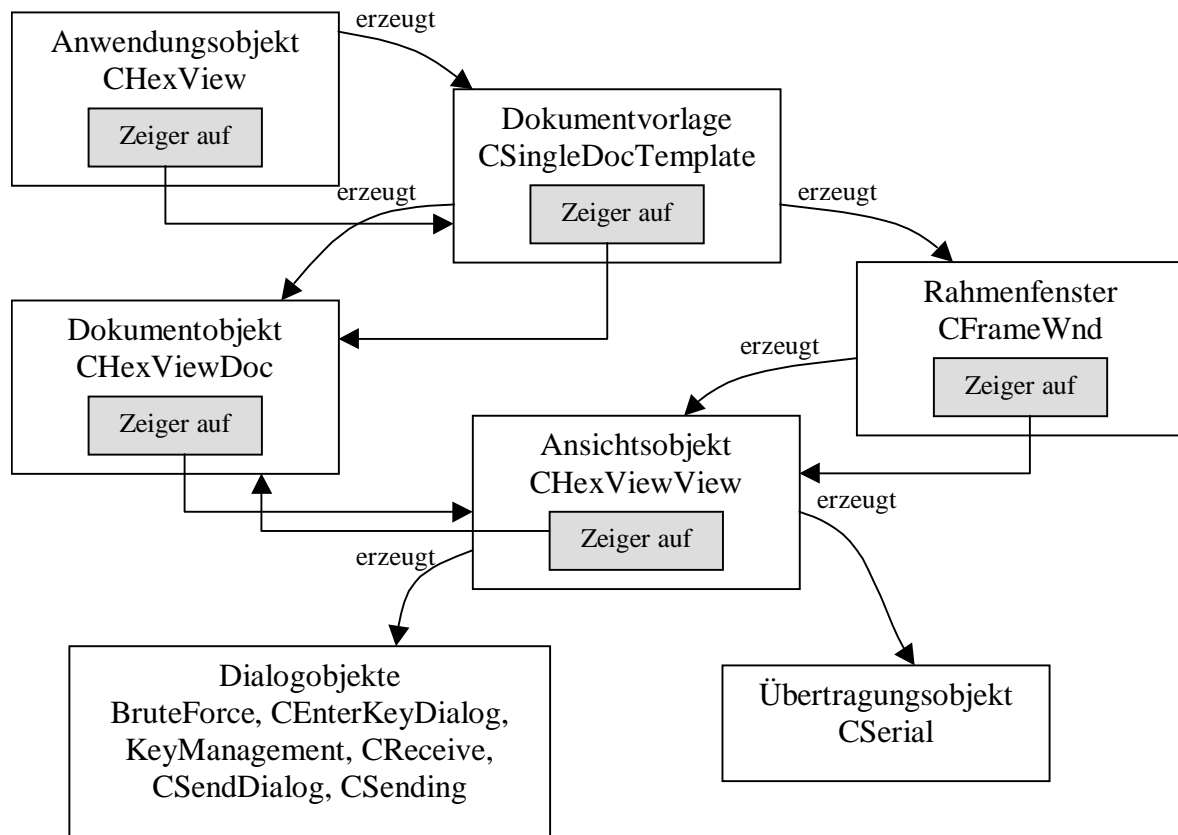 erzeugt
Anwendungsobjekt
CHexView
Zeiger auf
Dokumentvorlage
CSingleDocTemplate
Zeiger auf
erzeugt
erzeugt
Rahmenfenster
CFrameWnd
Zeiger auf
Dokumentobjekt
CHexViewDoc
Zeiger auf
erzeugt
Ansichtsobjekt
CHexViewView
Zeiger auf
erzeugt
erzeugt
Dialogobjekte
BruteForce, CEnterKeyDialog,
KeyManagement, CReceive,
CSendDialog, CSending
Übertragungsobjekt
CSerial